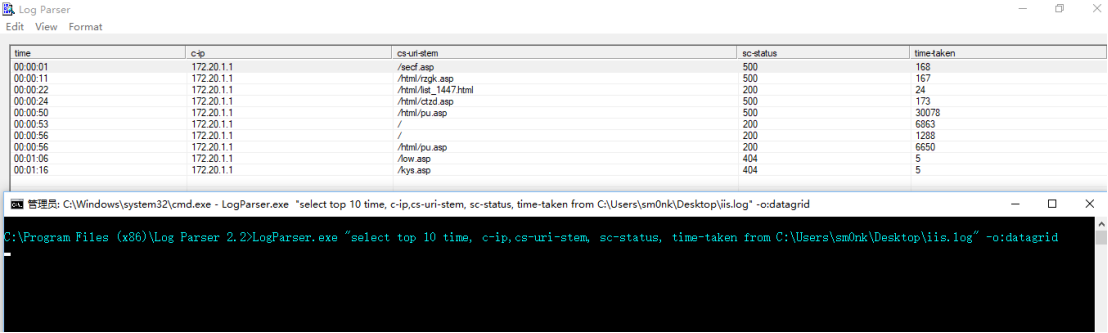 Log Parser
Edit View Format
time c-ip cs-uri-stem sc-status time-taken
00:00:01 172.20.1.1 /secf.asp 500 168
00:00:11 172.20.1.1 /html/rzgk.asp 500 167
00:00:22 172.20.1.1 /html/list_1447.html 200 24
00:00:24 172.20.1.1 /html/ctzd.asp 500 173
00:00:50 172.20.1.1 /html/pu.asp 500 30078
00:00:53 172.20.1.1 / 200 6863
00:00:56 172.20.1.1 / 200 1288
00:00:56 172.20.1.1 /html/pu.asp 200 6650
00:01:06 172.20.1.1 /low.asp 404 5
00:01:16 172.20.1.1 /kys.asp 404 5
管理员: C:\Windows\system32\cmd.exe - LogParser.exe "select top 10 time, c-ip,cs-uri-stem, sc-status, time-taken from C:\Users\sm0nk\Desktop\iis.log" -o:datagrid
C:\Program Files (x86)\Log Parser 2.2>LogParser.exe "select top 10 time, c-ip,cs-uri-stem, sc-status, time-taken from C:\Users\sm0nk\Desktop\iis.log" -o:datagrid